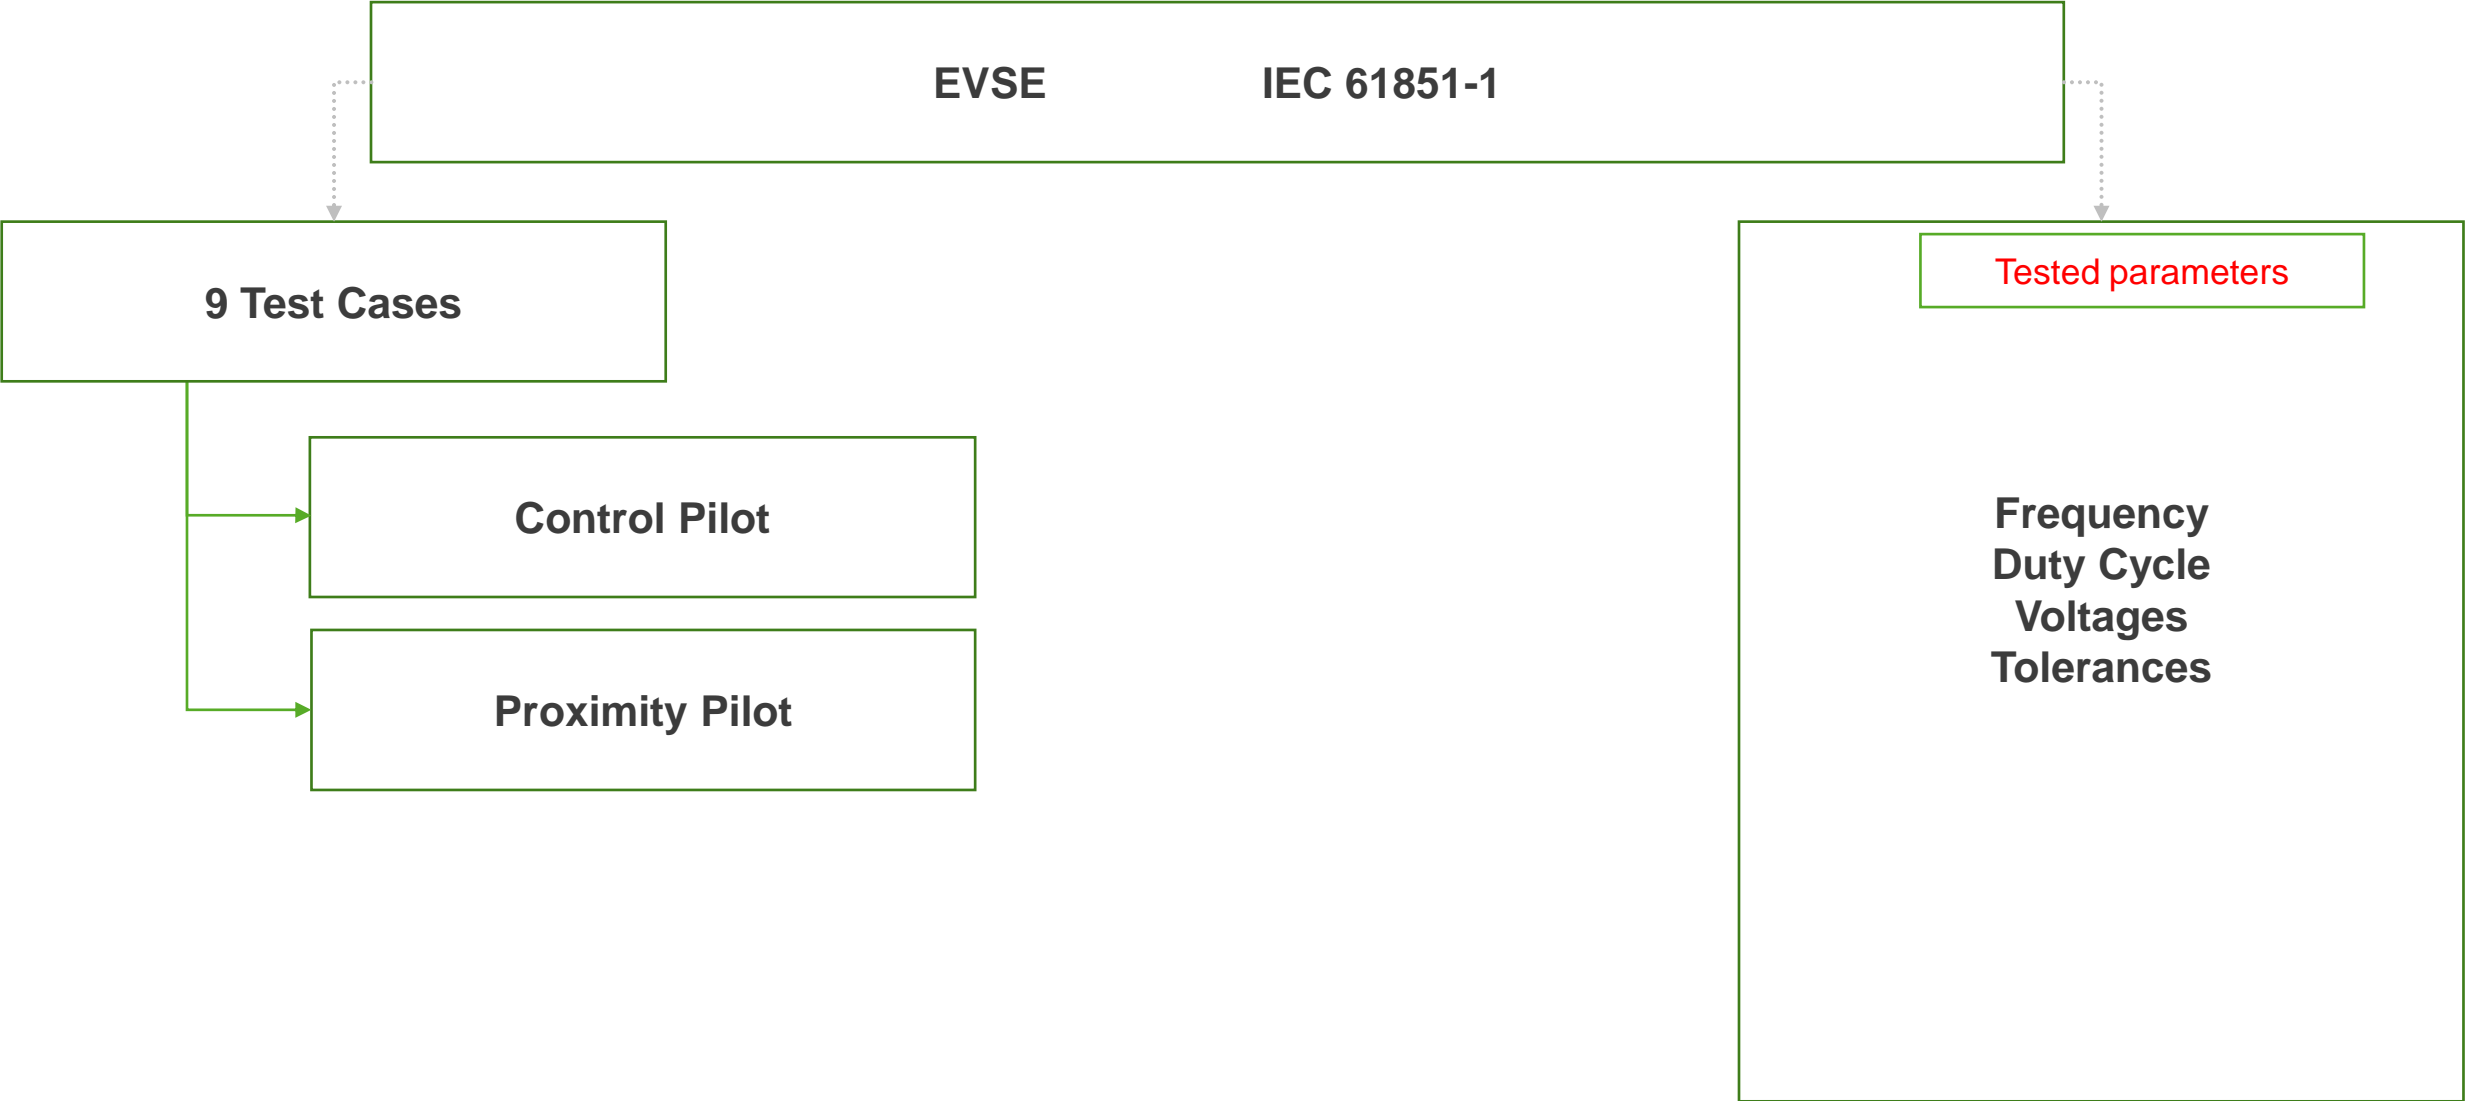 EVSE IEC 61851-1
9 Test Cases
Tested parameters
Control Pilot
Proximity Pilot
Frequency
Duty Cycle
Voltages
Tolerances